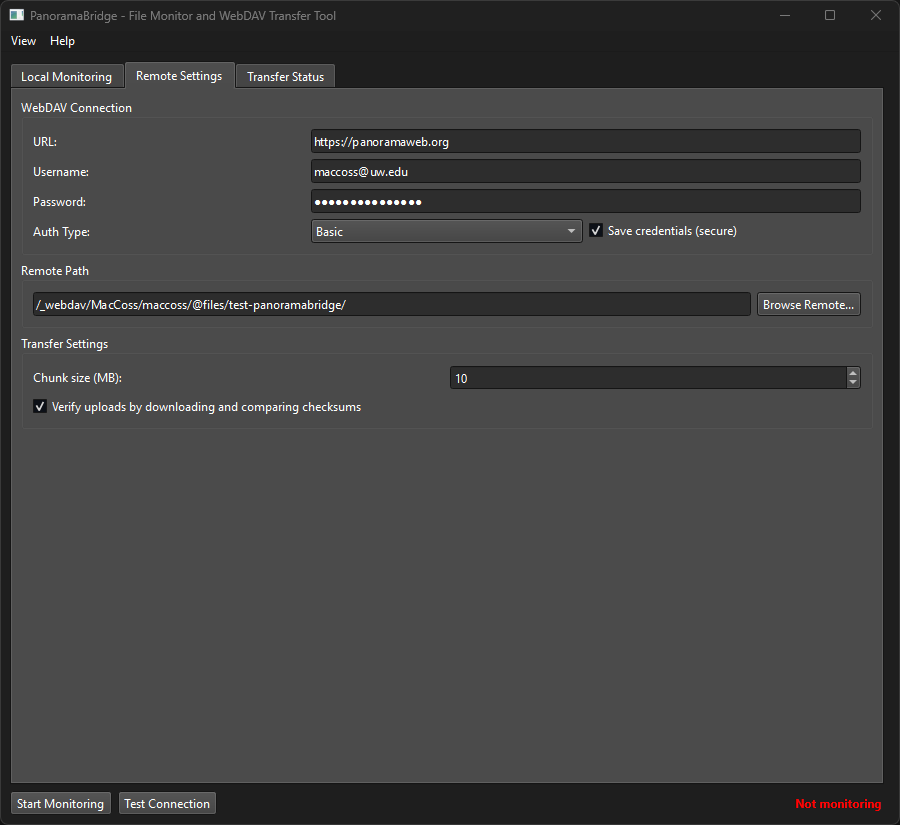 PanoramaBridge - File Monitor and WebDAV Transfer Tool
View Help
Local Monitoring Remote Settings Transfer Status
WebDAV Connection
URL: https://panoramaweb.org
Username: maccoss@uw.edu
Password: ●●●●●●●●●●●●●●●
Auth Type: Basic Save credentials (secure)
Remote Path
/_webdav/MacCoss/maccoss/@files/test-panoramabridge/ Browse Remote...
Transfer Settings
Chunk size (MB): 10
Verify uploads by downloading and comparing checksums
Start Monitoring Test Connection Not monitoring